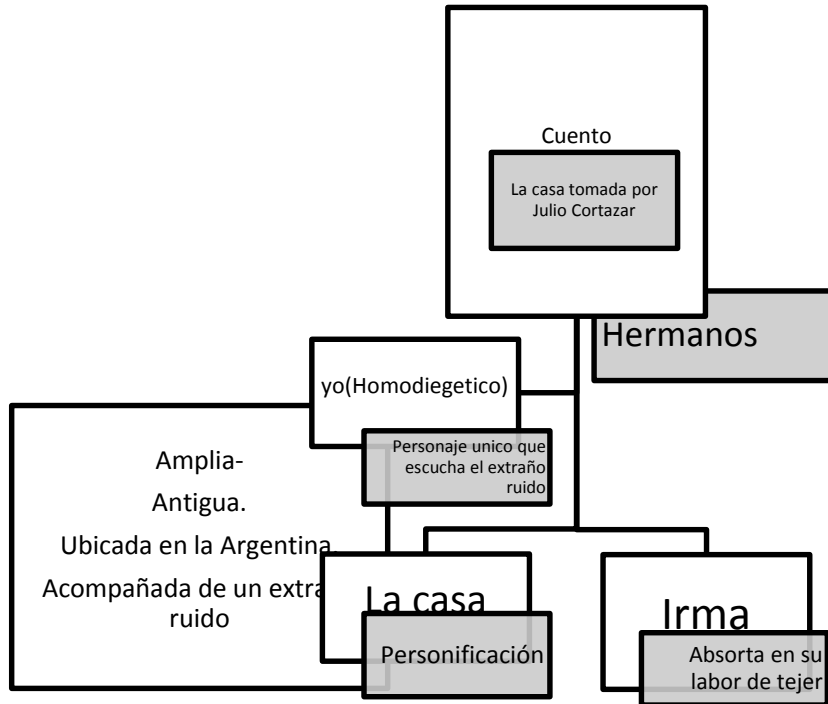 Cuento
La casa tomada por
Julio Cortazar
Hermanos
yo(Homodiegetico)
Personaje unico que
escucha el extraño
ruido
Amplia-
Antigua.
Ubicada en la Argentina.
Acompañada de un
ruido
La casa
Personificación
Irma
Absorta en su
labor de tejer